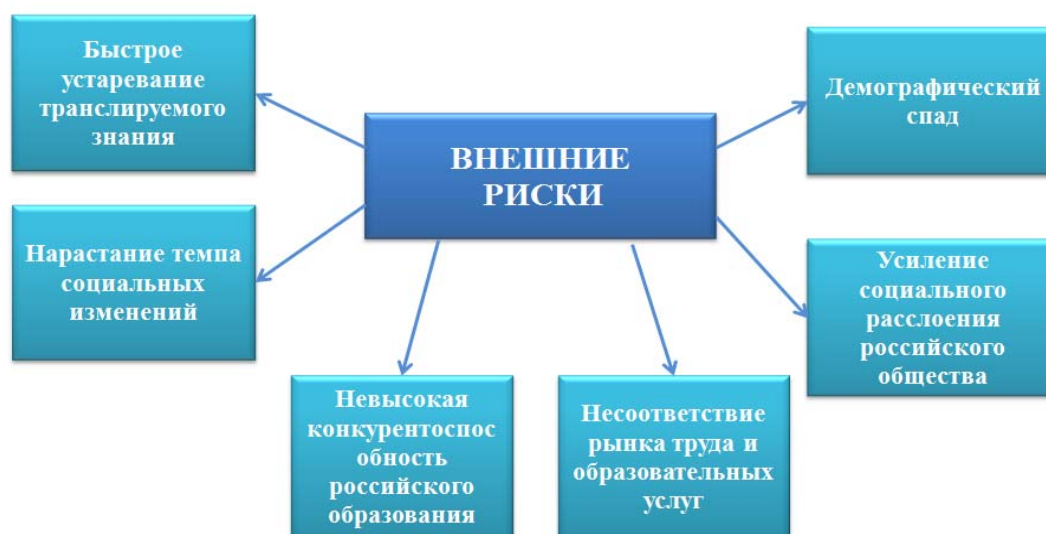 Быстрое
устаревание
транслируемого
знания
ВНЕШНИЕ
РИСКИ
Демографический
спад
Нарастание темпа
социальных
изменений
Усиление
социального
расслоения
российского
общества
Невысокая
конкурентоспос
обность
российского
образования
Несоответствие
рынка труда и
образовательных
услуг